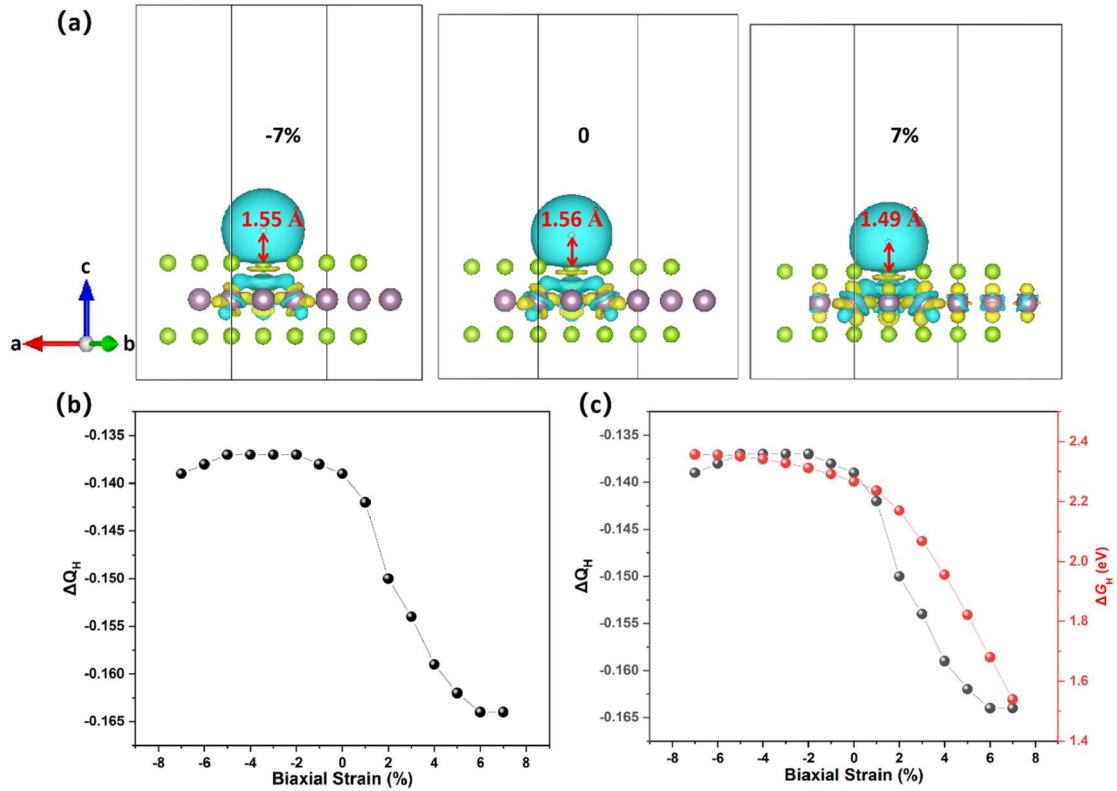 (a)
-7%
0
7%
1.55 Å
1.56 Å
1.49 Å
c
a
b
(b)
-0.135
-0.140
-0.145
-0.150
-0.155
-0.160
-0.165
ΔQH
-8 -6 -4 -2 0 2 4 6 8
Biaxial Strain (%)
(c)
-0.135
-0.140
-0.145
-0.150
-0.155
-0.160
-0.165
ΔQH
2.4
2.2
2.0
1.8
1.6
1.4
ΔGH (eV)
-8 -6 -4 -2 0 2 4 6 8
Biaxial Strain (%)